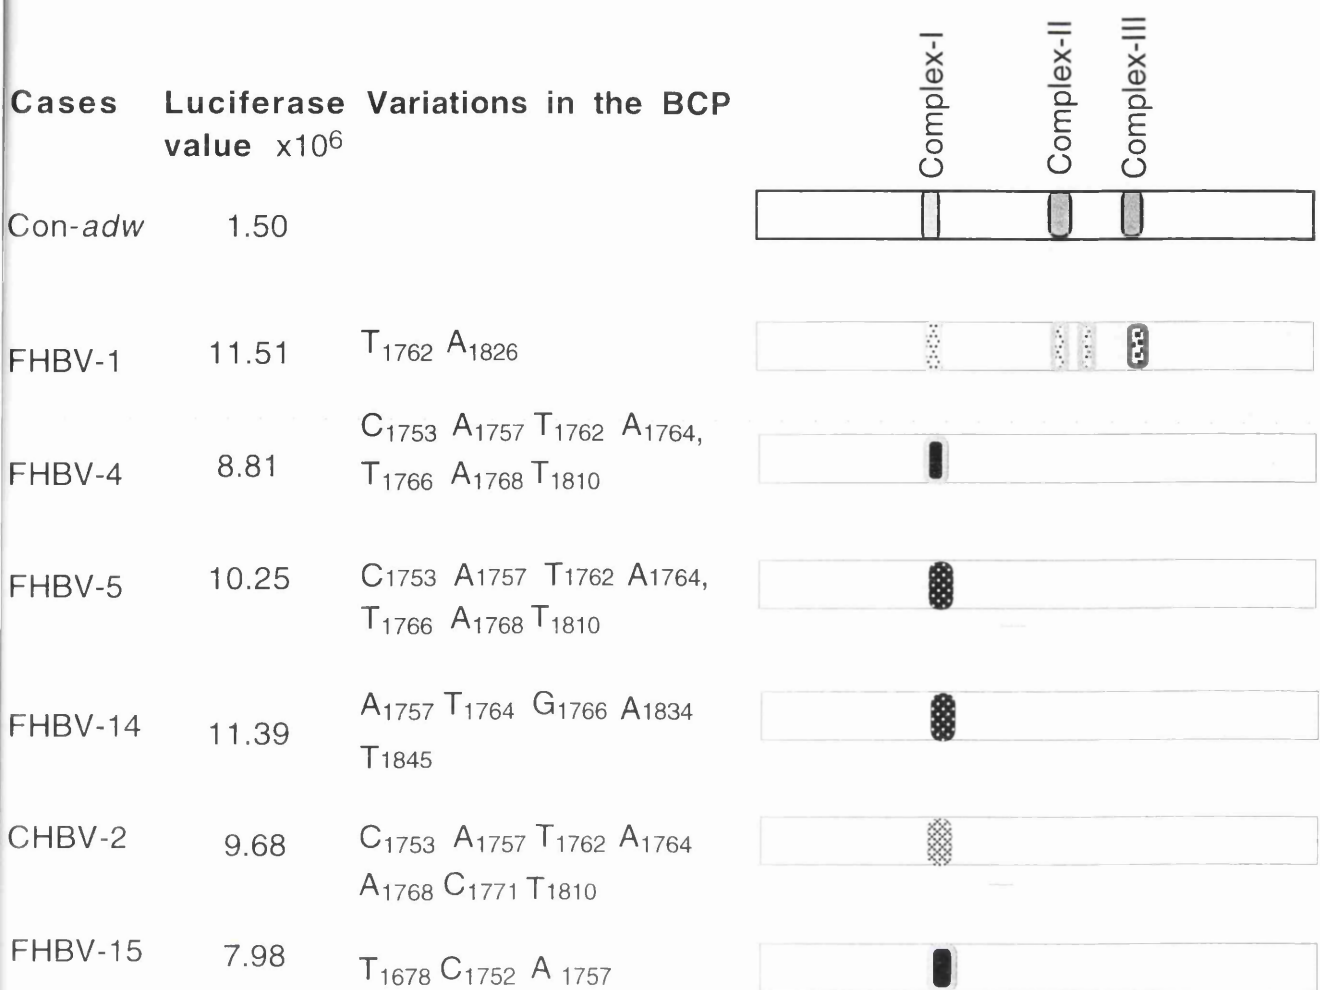 Complex-I
Complex-II
Complex-III
Cases Luciferase Variations in the BCP
value x10⁶
Con-adw 1.50
FHBV-1 11.51 T1762 A1826
C1753 A1757 T1762 A1764,
FHBV-4 8.81 T1766 A1768 T1810
FHBV-5 10.25 C1753 A1757 T1762 A1764,
T1766 A1768 T1810
A1757 T1764 G1766 A1834
FHBV-14 11.39
T1845
CHBV-2 9.68 C1753 A1757 T1762 A1764
A1768 C1771 T1810
FHBV-15 7.98 T1678 C1752 A 1757